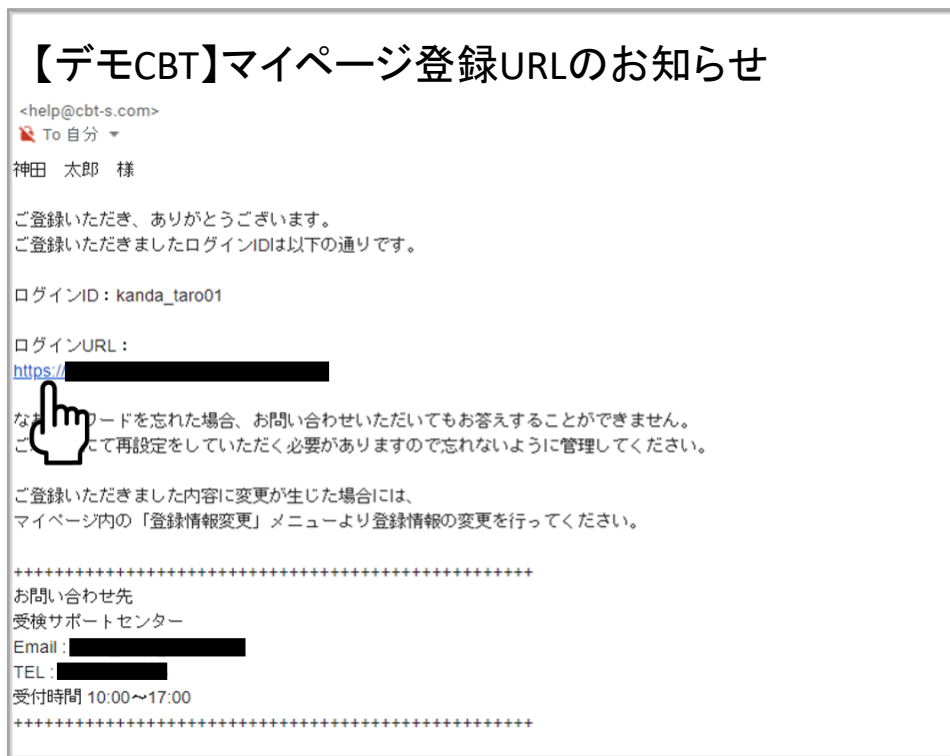 【デモCBT】マイページ登録URLのお知らせ
<help@cbt-s.com>
To 自分
神田 太郎 様
ご登録いただき、ありがとうございます。
ご登録いただきましたログインIDは以下の通りです。
ログインID：kanda_taro01
ログインURL：
https://
な ワードを忘れた場合、お問い合わせいただいてもお答えすることができません。
ご にて再設定をしていただく必要がありますので忘れないように管理してください。
ご登録いただきました内容に変更が生じた場合には、
マイページ内の「登録情報変更」メニューより登録情報の変更を行ってください。
+++++++++++++++++++++++++++++++++++++++++++++++++++
お問い合わせ先
受検サポートセンター
Email :
TEL :
受付時間 10:00～17:00
+++++++++++++++++++++++++++++++++++++++++++++++++++